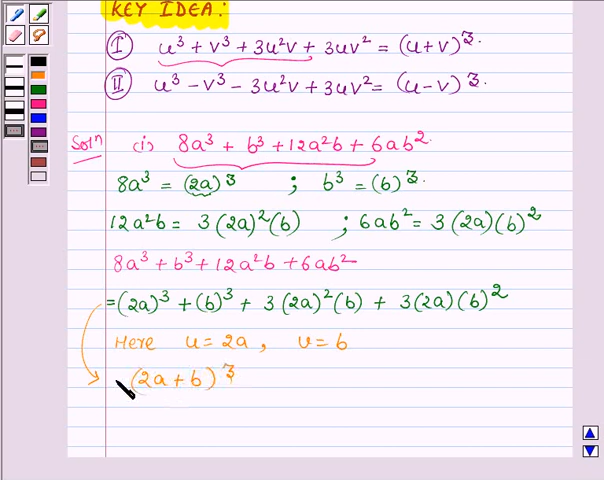 KEY IDEA:
(I) u³ + v³ + 3u²v + 3uv² = (u+v)³.
(II) u³ - v³ - 3u²v + 3uv² = (u-v)³.
Solⁿ (i) 8a³ + b³ + 12a²b + 6ab².
8a³ = (2a)³ ; b³ = (b)³.
12a²b = 3(2a)²(b) ; 6ab² = 3(2a)(b)²
8a³ + b³ + 12a²b + 6ab²
= (2a)³ + (b)³ + 3(2a)²(b) + 3(2a)(b)²
Here u = 2a, v = b
(2a + b)³